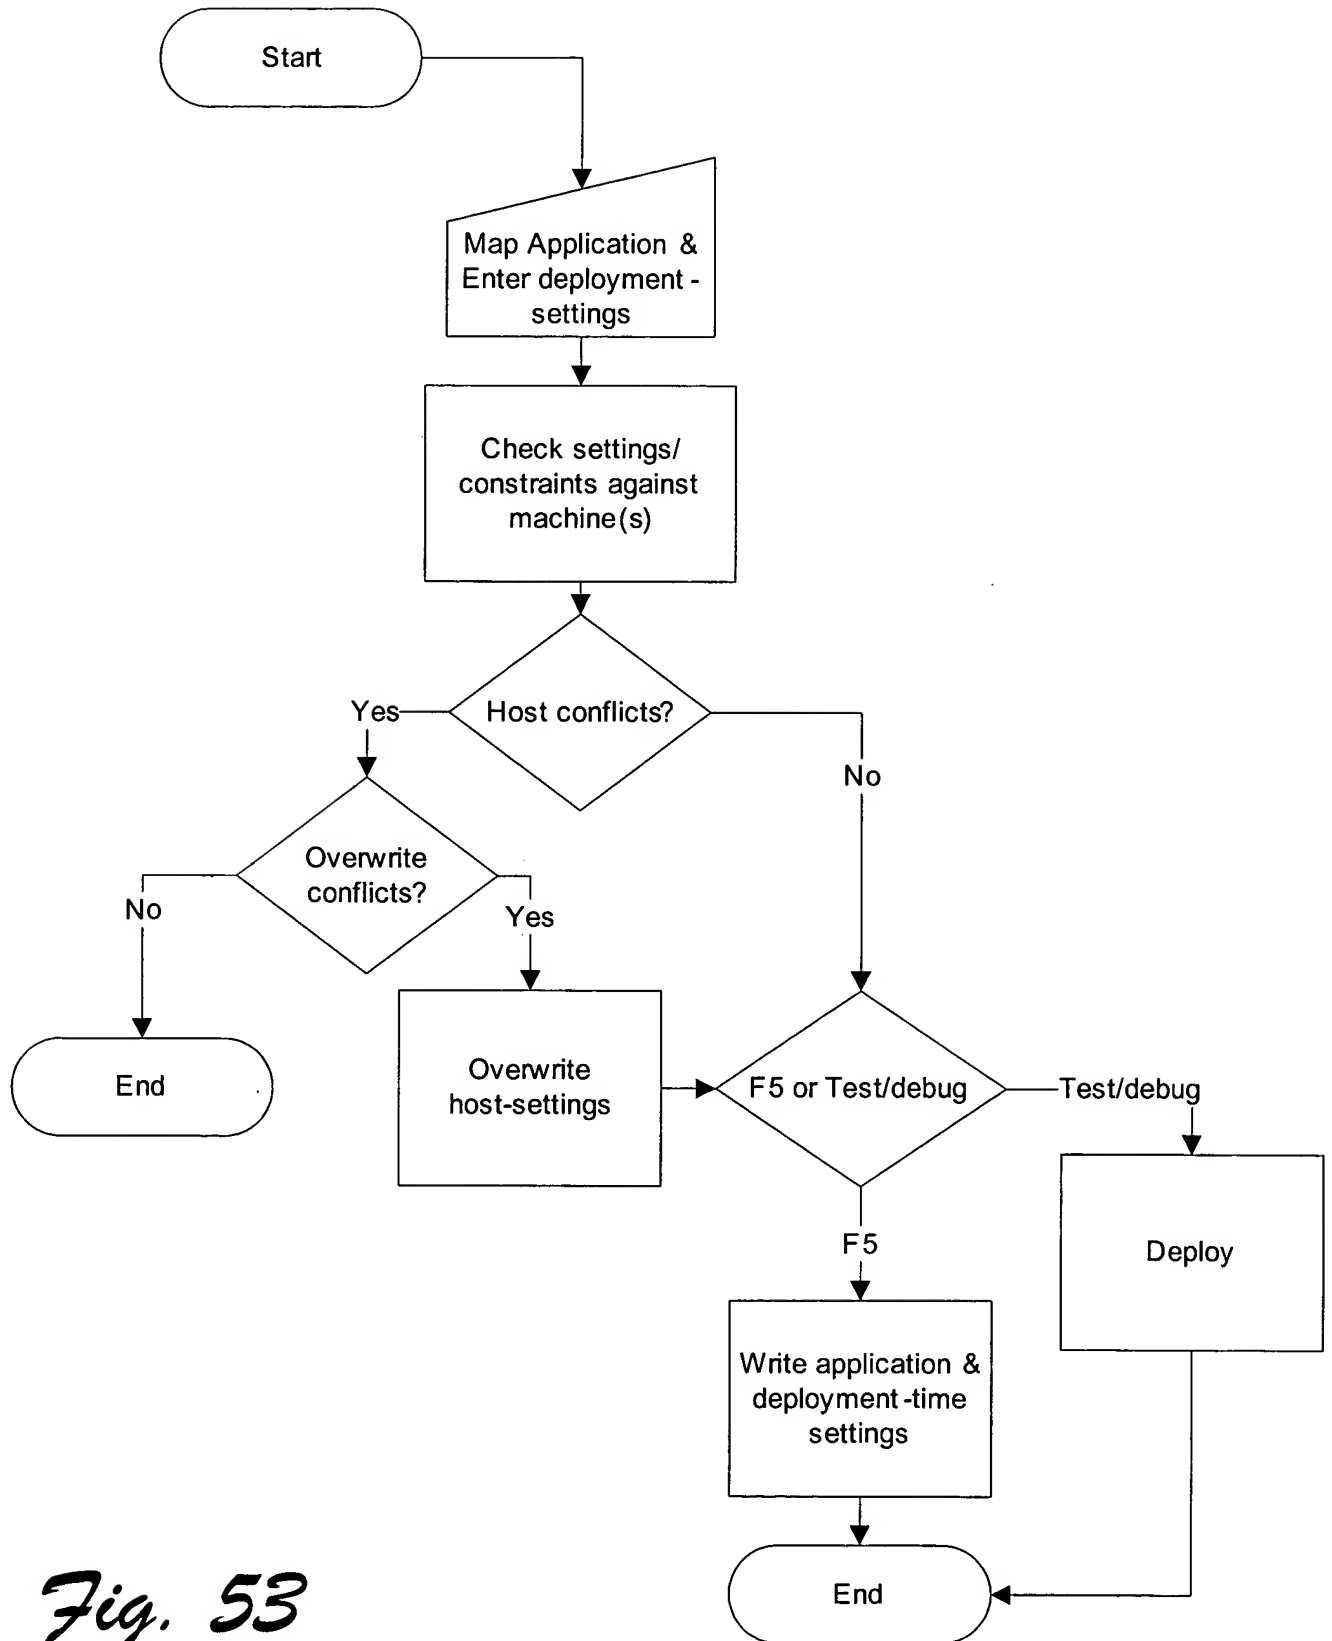 Start
Map Application &
Enter deployment -
settings
Check settings/
constraints against
machine(s)
Host conflicts?
Yes
No
Overwrite
conflicts?
No
Yes
Overwrite
host-settings
End
F5 or Test/debug
Test/debug
F5
Deploy
Write application &
deployment-time
settings
End
Fig. 53